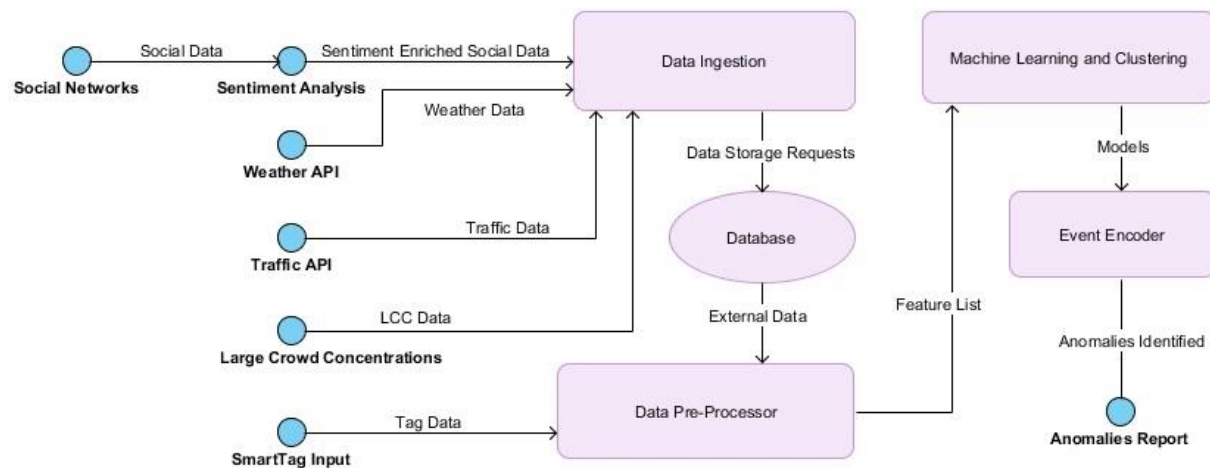 Social Data
Sentiment Enriched Social Data
Data Ingestion
Machine Learning and Clustering
Social Networks
Sentiment Analysis
Weather Data
Data Storage Requests
Models
Weather API
Traffic Data
Database
Event Encoder
Traffic API
Feature List
LCC Data
External Data
Anomalies Identified
Large Crowd Concentrations
Tag Data
Data Pre-Processor
Anomalies Report
SmartTag Input